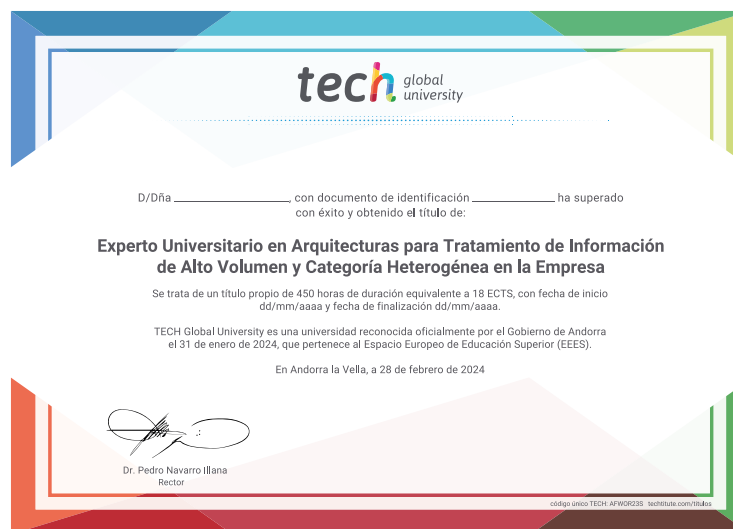 tech global university
D/Dña ____________________, con documento de identificación ______________ ha superado
con éxito y obtenido el título de:
Experto Universitario en Arquitecturas para Tratamiento de Información
de Alto Volumen y Categoría Heterogénea en la Empresa
Se trata de un título propio de 450 horas de duración equivalente a 18 ECTS, con fecha de inicio
dd/mm/aaaa y fecha de finalización dd/mm/aaaa.
TECH Global University es una universidad reconocida oficialmente por el Gobierno de Andorra
el 31 de enero de 2024, que pertenece al Espacio Europeo de Educación Superior (EEES).
En Andorra la Vella, a 28 de febrero de 2024
Dr. Pedro Navarro Illana
Rector
código único TECH: AFWOR23S techtitute.com/titulos